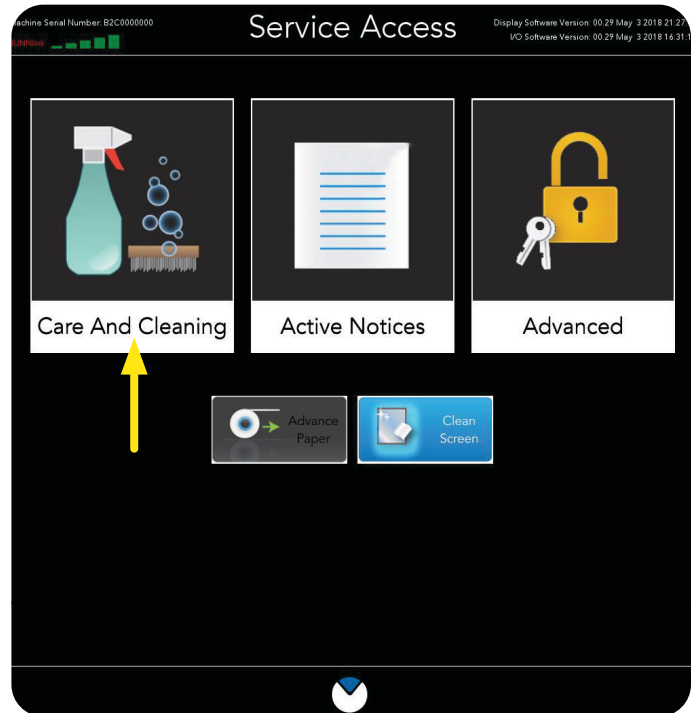 achine Serial Number: B2C0000000
Service Access
Display Software Version: 00.29 May 3 2018 21:27
I/O Software Version: 00.29 May 3 2018 16:31:1
BUNNlink
Care And Cleaning
Active Notices
Advanced
Advance
Paper
Clean
Screen